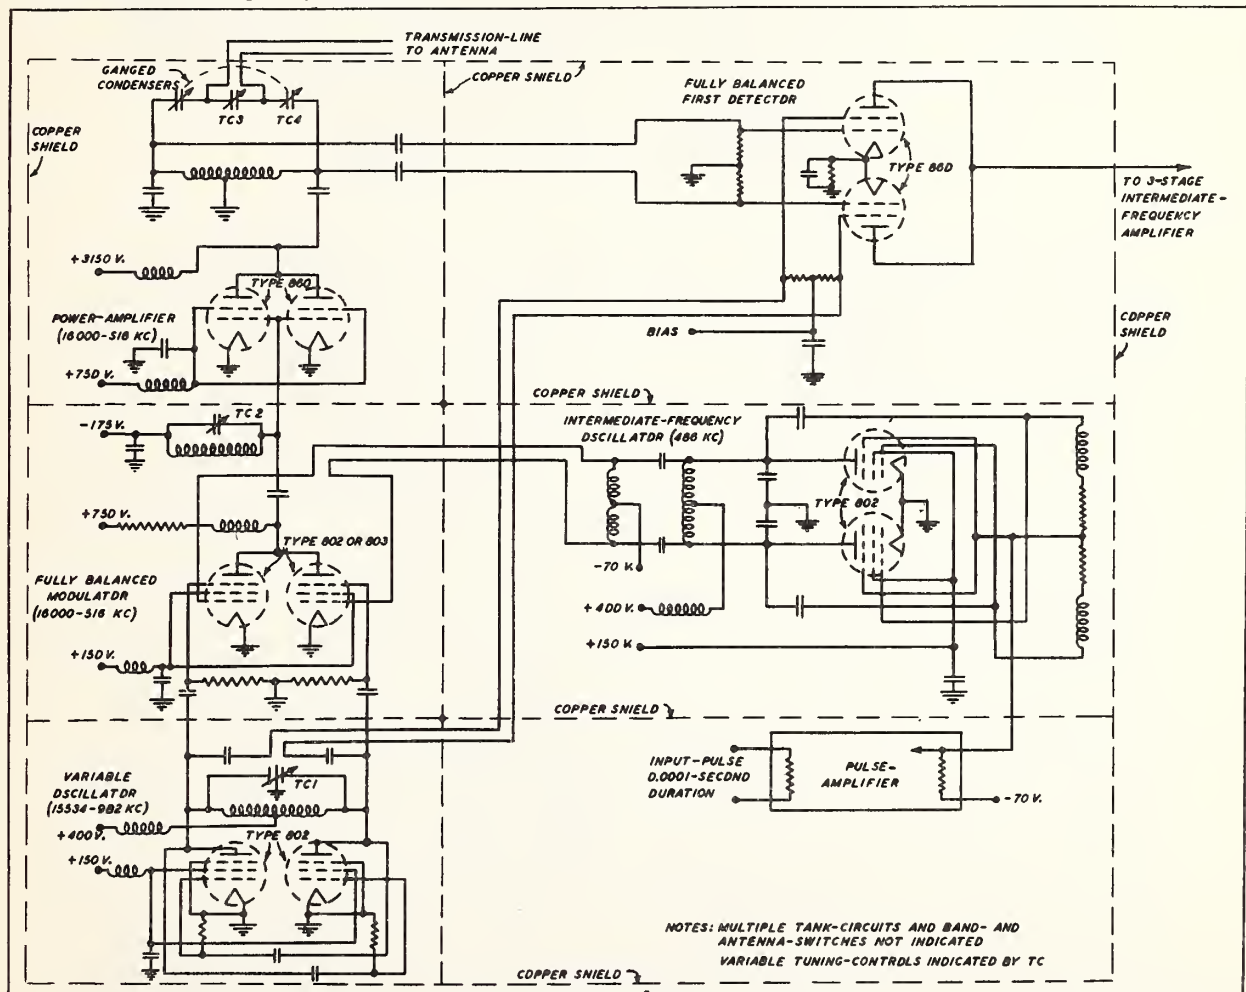 TRANSMISSION-LINE
TO ANTENNA
GANGED
CONDENSERS
COPPER SHIELD
FULLY BALANCED
FIRST DETECTOR
TC3
TC4
COPPER
SHIELD
TYPE 860
TO 3-STAGE
INTERMEDIATE-
FREQUENCY
AMPLIFIER
+3150 V.
TYPE 860
POWER-AMPLIFIER
(16000-516 KC)
BIAS
COPPER
SHIELD
+750 V.
COPPER SHIELD
-175 V.
TC2
INTERMEDIATE-FREQUENCY
OSCILLATOR (466 KC)
TYPE 802
+750 V.
TYPE 802 OR 803
-70 V.
FULLY BALANCED
MODULATOR
(16000-516 KC)
+400 V.
+150 V.
+150 V.
COPPER SHIELD
INPUT-PULSE
0.0001-SECOND
DURATION
PULSE-
AMPLIFIER
-70 V.
TC1
VARIABLE
OSCILLATOR
(15534-982 KC)
+400 V.
TYPE 802
+150 V.
NOTES: MULTIPLE TANK-CIRCUITS AND BAND- AND
ANTENNA-SWITCHES NOT INDICATED
VARIABLE TUNING-CONTROLS INDICATED BY TC
COPPER SHIELD